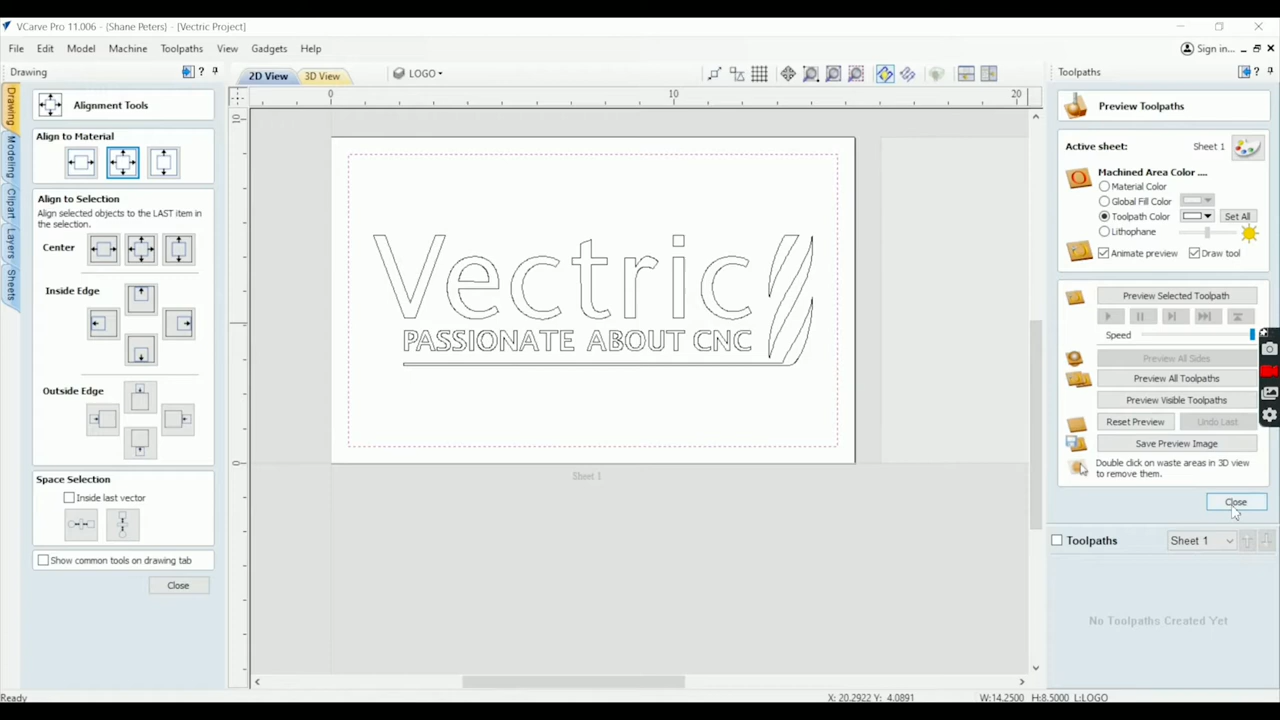 VCarve Pro 11.006 - {Shane Peters} - [Vectric Project]
File Edit Model Machine Toolpaths View Gadgets Help
Sign in...
Drawing ?
2D View 3D View LOGO
Toolpaths ?
Drawing
Modeling
Clipart
Layers
Sheets
Alignment Tools
Align to Material
Align to Selection
Align selected objects to the LAST item in
the selection.
Center
Inside Edge
Outside Edge
Space Selection
Inside last vector
Show common tools on drawing tab
Close
0 10 20
10
0
Vectric
PASSIONATE ABOUT CNC
Sheet 1
Preview Toolpaths
Active sheet: Sheet 1
Machined Area Color ....
Material Color
Global Fill Color
Toolpath Color Set All
Lithophane
Animate preview Draw tool
Preview Selected Toolpath
Speed
Preview All Sides
Preview All Toolpaths
Preview Visible Toolpaths
Reset Preview Undo Last
Save Preview Image
Double click on waste areas in 3D view
to remove them.
Close
Toolpaths Sheet 1
No Toolpaths Created Yet
Ready
X: 20.2922 Y: 4.0891 W:14.2500 H:8.5000 L:LOGO